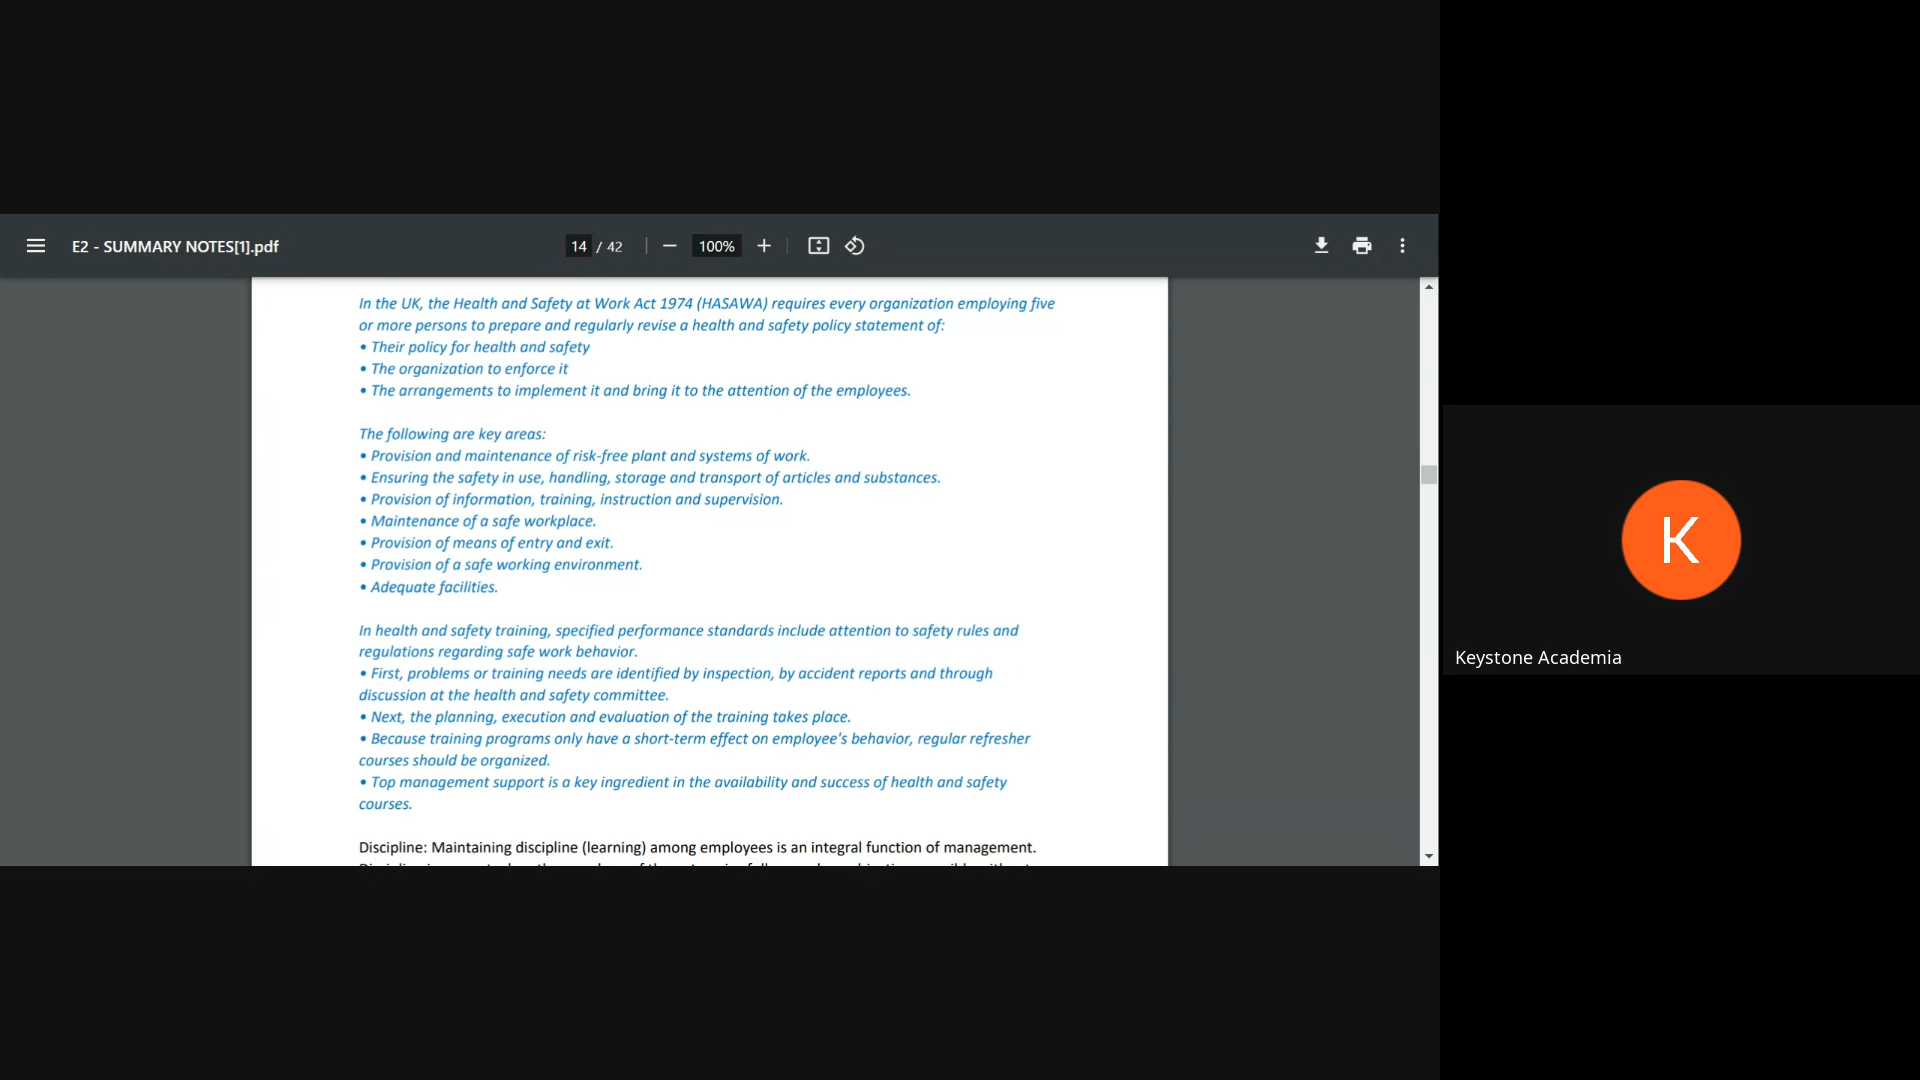 E2 - SUMMARY NOTES[1].pdf
14 / 42
100%
In the UK, the Health and Safety at Work Act 1974 (HASAWA) requires every organization employing five
or more persons to prepare and regularly revise a health and safety policy statement of:
• Their policy for health and safety
• The organization to enforce it
• The arrangements to implement it and bring it to the attention of the employees.
The following are key areas:
• Provision and maintenance of risk-free plant and systems of work.
• Ensuring the safety in use, handling, storage and transport of articles and substances.
• Provision of information, training, instruction and supervision.
• Maintenance of a safe workplace.
• Provision of means of entry and exit.
• Provision of a safe working environment.
• Adequate facilities.
In health and safety training, specified performance standards include attention to safety rules and
regulations regarding safe work behavior.
• First, problems or training needs are identified by inspection, by accident reports and through
discussion at the health and safety committee.
• Next, the planning, execution and evaluation of the training takes place.
• Because training programs only have a short-term effect on employee's behavior, regular refresher
courses should be organized.
• Top management support is a key ingredient in the availability and success of health and safety
courses.
Discipline: Maintaining discipline (learning) among employees is an integral function of management.
K
Keystone Academia